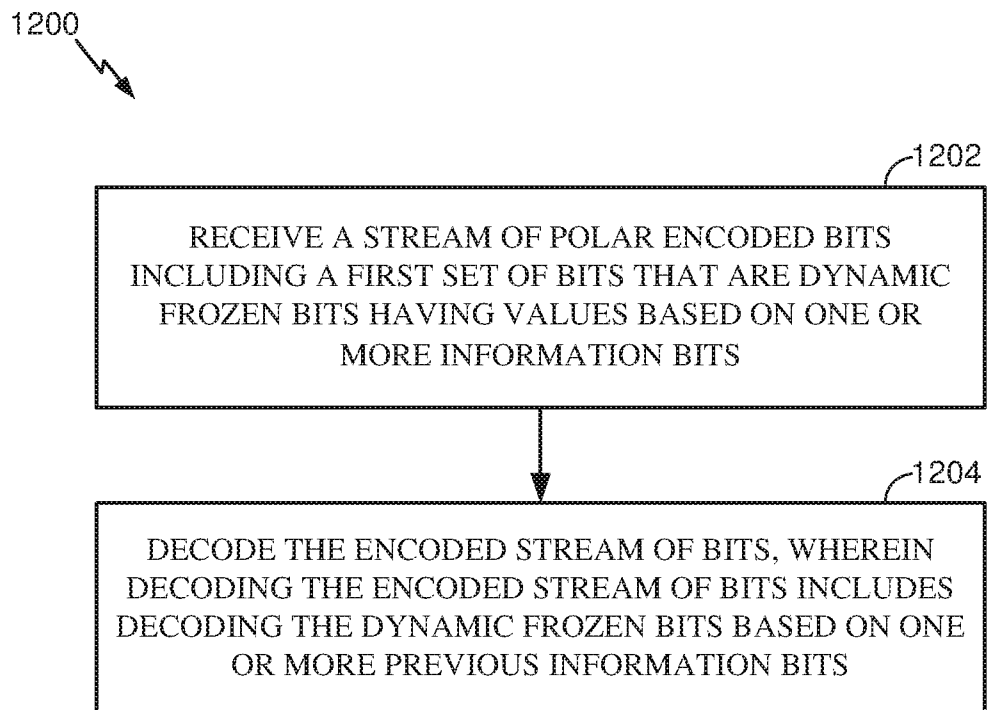 1200
1202
RECEIVE A STREAM OF POLAR ENCODED BITS
INCLUDING A FIRST SET OF BITS THAT ARE DYNAMIC
FROZEN BITS HAVING VALUES BASED ON ONE OR
MORE INFORMATION BITS
1204
DECODE THE ENCODED STREAM OF BITS, WHEREIN
DECODING THE ENCODED STREAM OF BITS INCLUDES
DECODING THE DYNAMIC FROZEN BITS BASED ON ONE
OR MORE PREVIOUS INFORMATION BITS